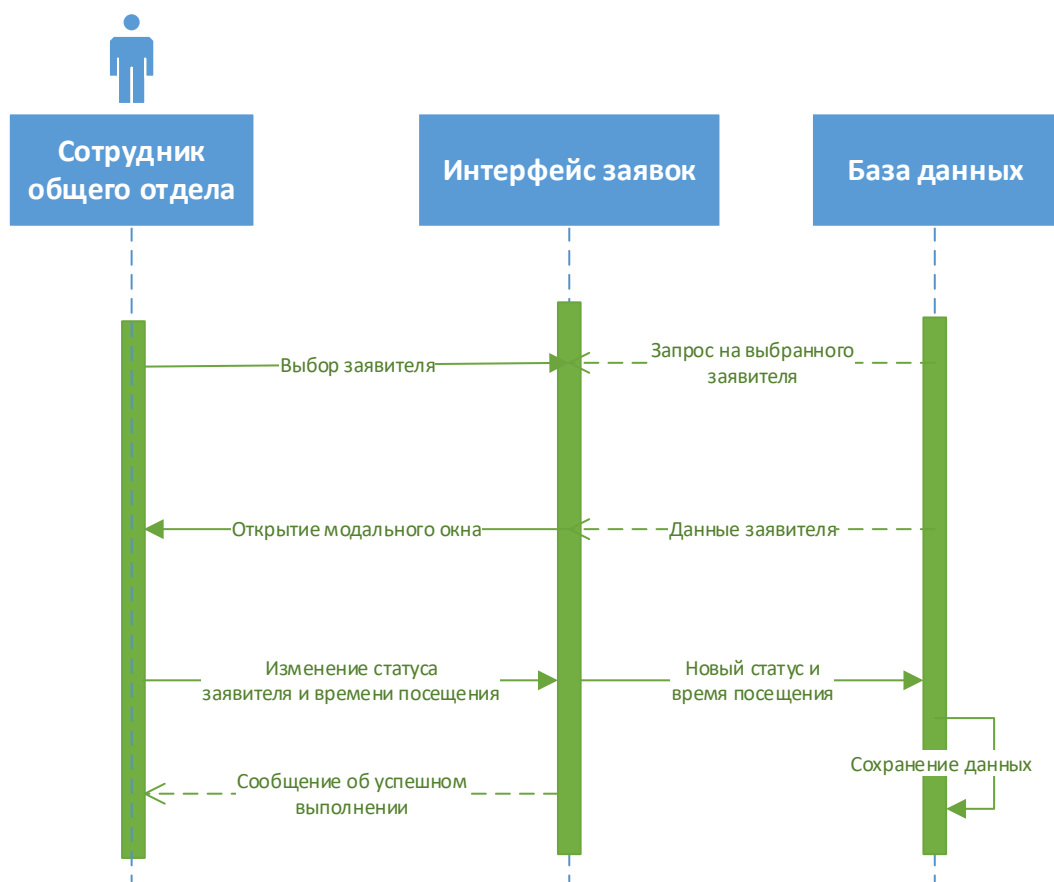 Сотрудник
общего отдела
Интерфейс заявок
База данных
Выбор заявителя
Запрос на выбранного
заявителя
Открытие модального окна
Данные заявителя
Изменение статуса
заявителя и времени посещения
Новый статус и
время посещения
Сохранение данных
Сообщение об успешном
выполнении